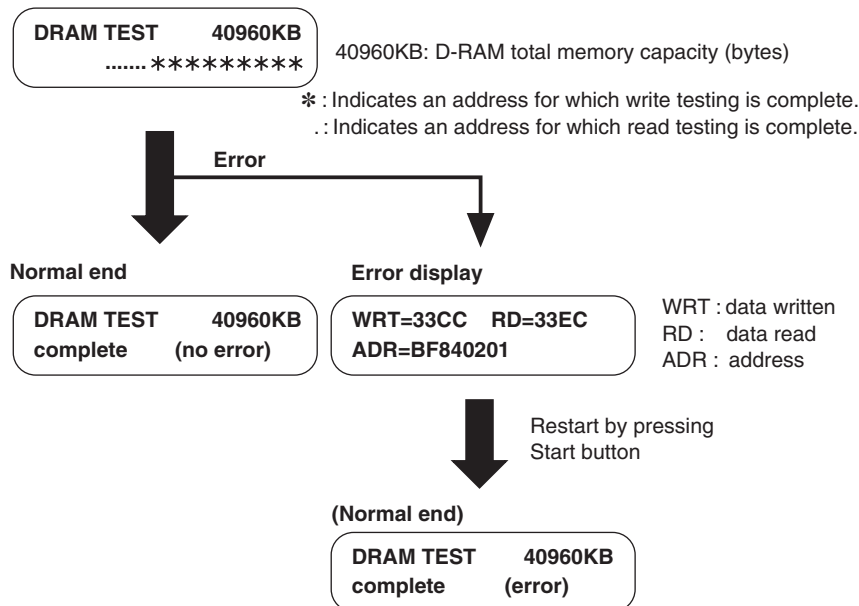 DRAM TEST 40960KB
.......*********
40960KB: D-RAM total memory capacity (bytes)
✻ : Indicates an address for which write testing is complete.
. : Indicates an address for which read testing is complete.
Error
Normal end
DRAM TEST 40960KB
complete (no error)
Error display
WRT=33CC RD=33EC
ADR=BF840201
WRT : data written
RD : data read
ADR : address
Restart by pressing
Start button
(Normal end)
DRAM TEST 40960KB
complete (error)